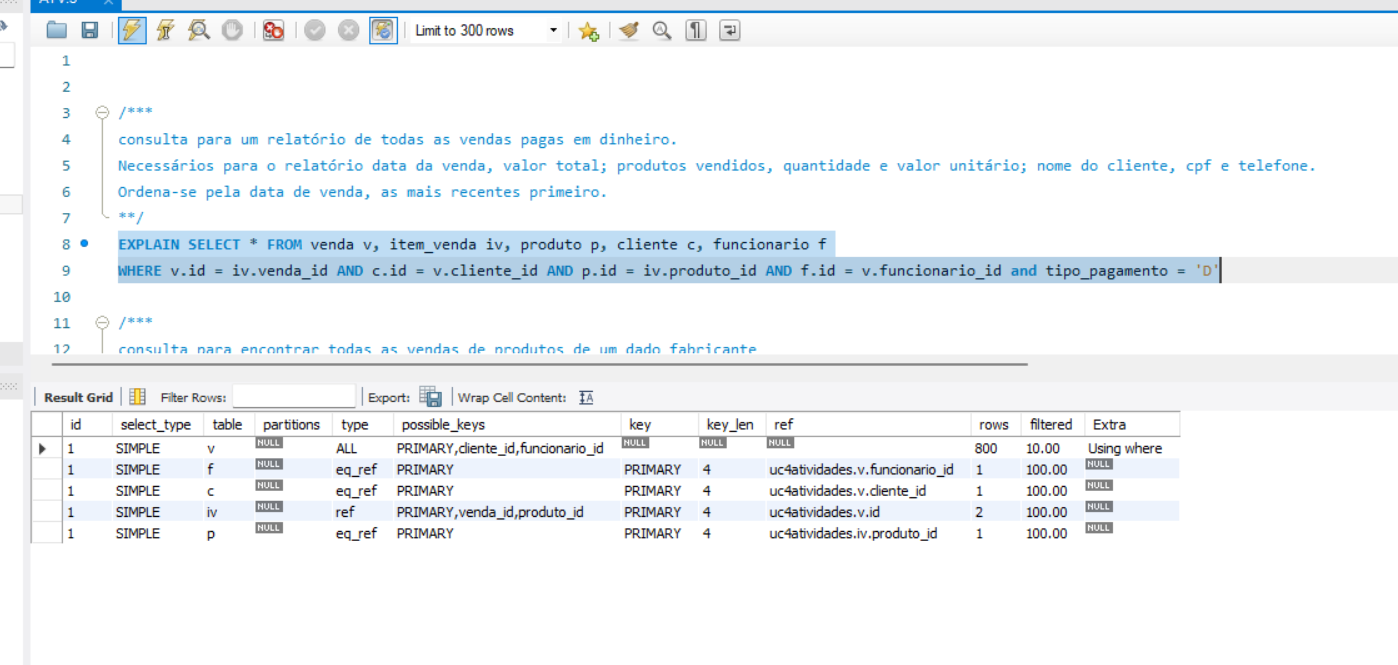 Limit to 300 rows
1
2
3 /***
4 consulta para um relatório de todas as vendas pagas em dinheiro.
5 Necessários para o relatório data da venda, valor total; produtos vendidos, quantidade e valor unitário; nome do cliente, cpf e telefone.
6 Ordena-se pela data de venda, as mais recentes primeiro.
7 **/
8 EXPLAIN SELECT * FROM venda v, item_venda iv, produto p, cliente c, funcionario f
9 WHERE v.id = iv.venda_id AND c.id = v.cliente_id AND p.id = iv.produto_id AND f.id = v.funcionario_id and tipo_pagamento = 'D'
10
11 /***
12 consulta para encontrar todas as vendas de produtos de um dado fabricante
Result Grid Filter Rows: Export: Wrap Cell Content:
id select_type table partitions type possible_keys key key_len ref rows filtered Extra
1 SIMPLE v NULL ALL PRIMARY,cliente_id,funcionario_id NULL NULL NULL 800 10.00 Using where
1 SIMPLE f NULL eq_ref PRIMARY PRIMARY 4 uc4atividades.v.funcionario_id 1 100.00 NULL
1 SIMPLE c NULL eq_ref PRIMARY PRIMARY 4 uc4atividades.v.cliente_id 1 100.00 NULL
1 SIMPLE iv NULL ref PRIMARY,venda_id,produto_id PRIMARY 4 uc4atividades.v.id 2 100.00 NULL
1 SIMPLE p NULL eq_ref PRIMARY PRIMARY 4 uc4atividades.iv.produto_id 1 100.00 NULL